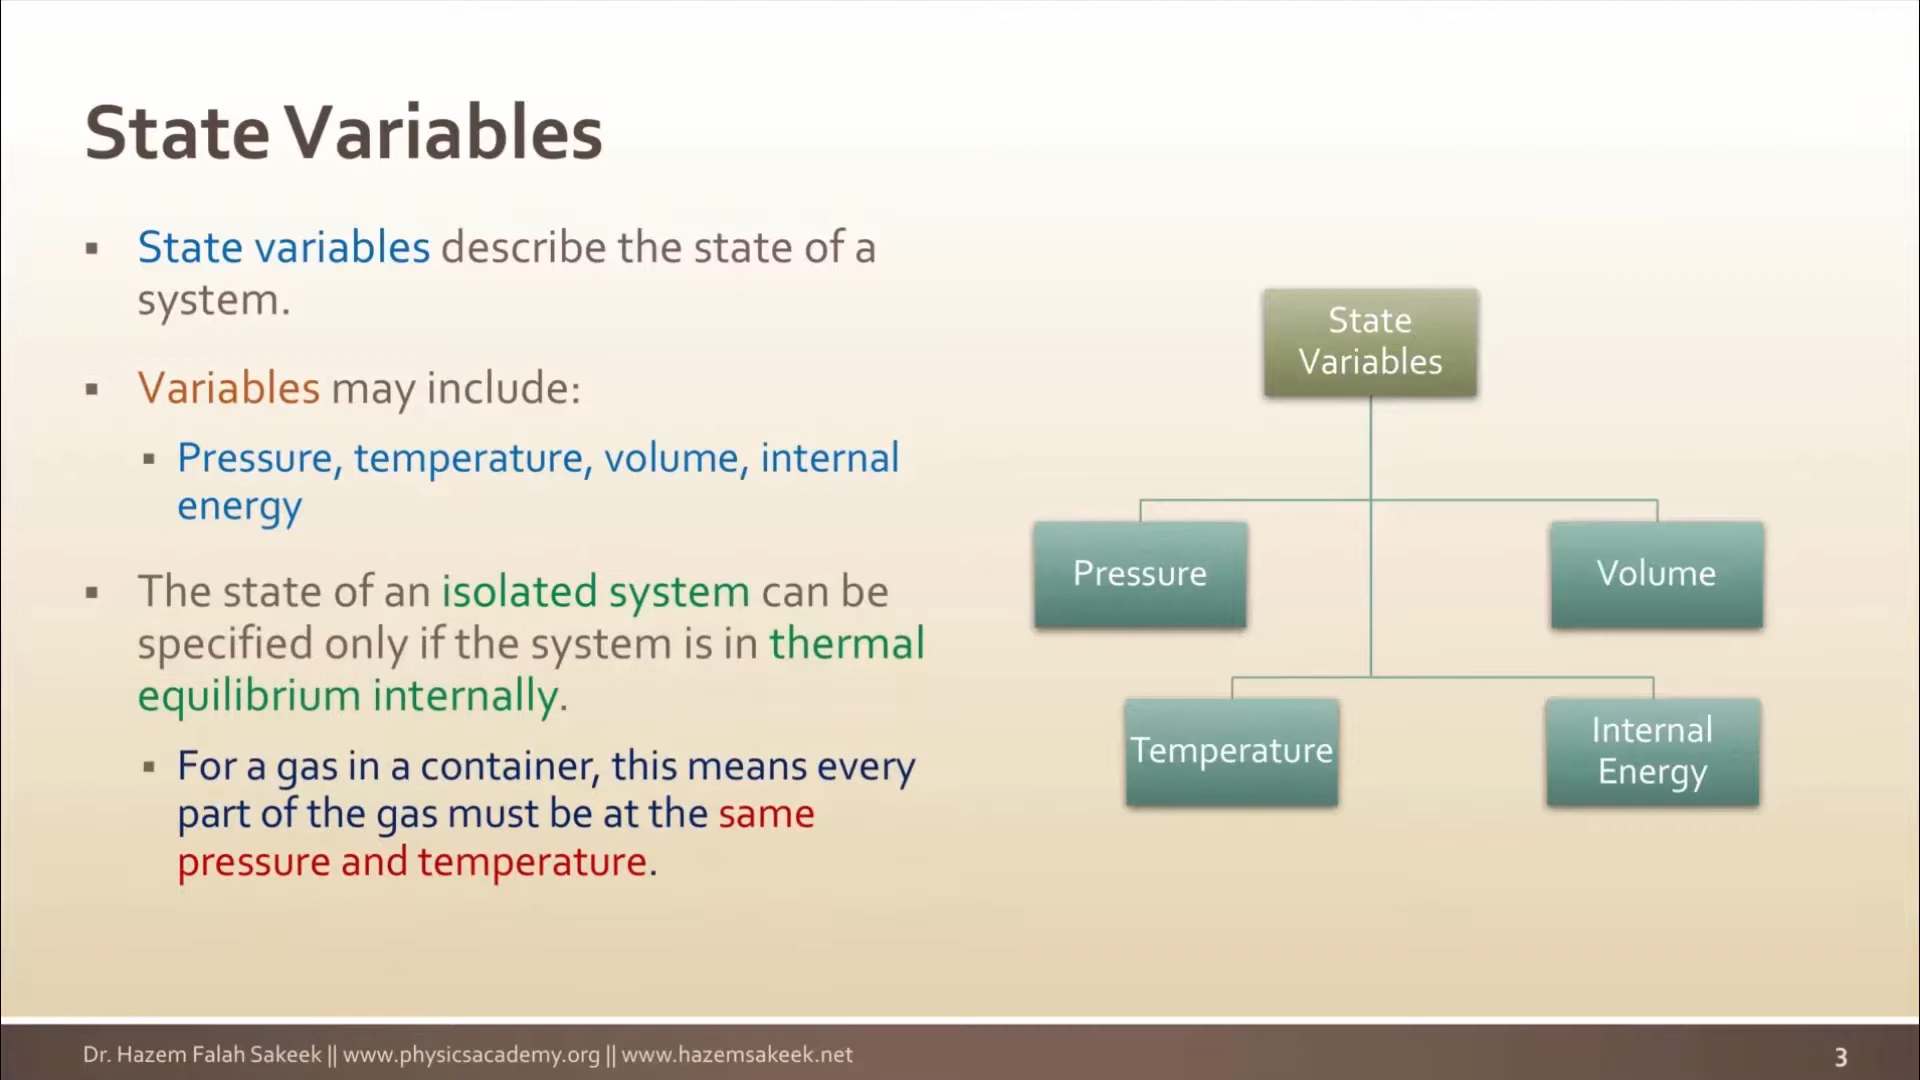 State Variables
▪ State variables describe the state of a
system.
▪ Variables may include:
▪ Pressure, temperature, volume, internal
energy
▪ The state of an isolated system can be
specified only if the system is in thermal
equilibrium internally.
▪ For a gas in a container, this means every
part of the gas must be at the same
pressure and temperature.
State
Variables
Pressure
Volume
Temperature
Internal
Energy
Dr. Hazem Falah Sakeek || www.physicsacademy.org || www.hazemsakeek.net
3